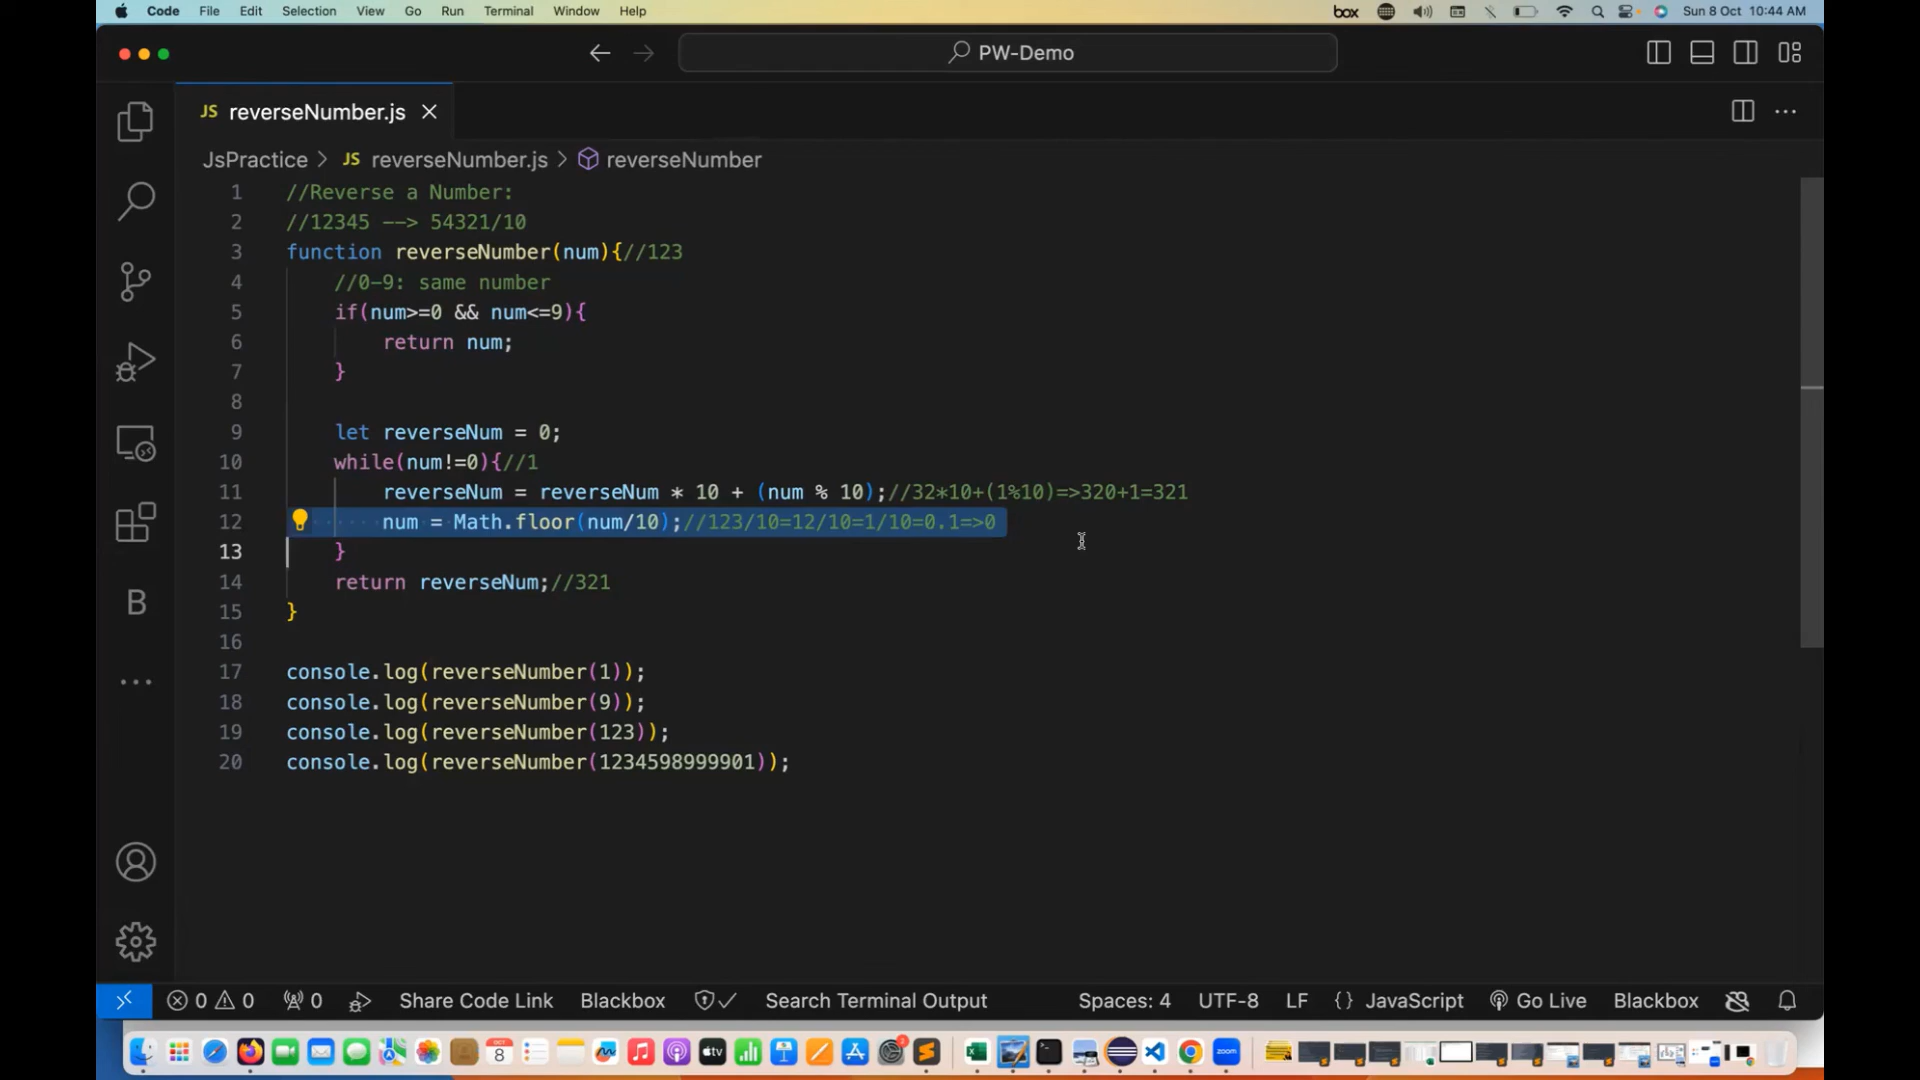 Code File Edit Selection View Go Run Terminal Window Help box Sun 8 Oct 10:44 AM
PW-Demo
JS reverseNumber.js
JsPractice > JS reverseNumber.js > reverseNumber
1 //Reverse a Number:
2 //12345 --> 54321/10
3 function reverseNumber(num){//123
4 //0-9: same number
5 if(num>=0 && num<=9){
6 return num;
7 }
8
9 let reverseNum = 0;
10 while(num!=0){//1
11 reverseNum = reverseNum * 10 + (num % 10);//32*10+(1%10)=>320+1=321
12 num = Math.floor(num/10);//123/10=12/10=1/10=0.1=>0
13 }
14 return reverseNum;//321
15 }
16
17 console.log(reverseNumber(1));
18 console.log(reverseNumber(9));
19 console.log(reverseNumber(123));
20 console.log(reverseNumber(1234598999901));
B
0 0 0 Share Code Link Blackbox Search Terminal Output Spaces: 4 UTF-8 LF {} JavaScript Go Live Blackbox
OCT 8 tv zoom